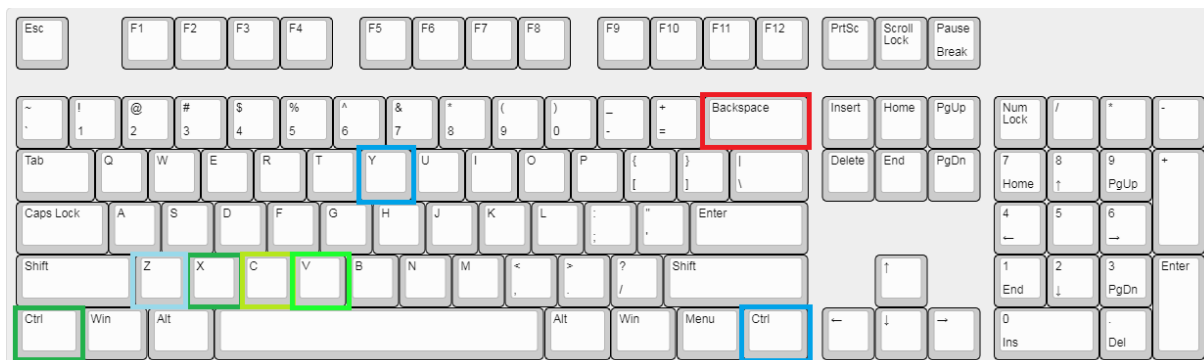 Esc F1 F2 F3 F4 F5 F6 F7 F8 F9 F10 F11 F12 PrtSc Scroll Lock Pause Break
~ ` ! 1 @ 2 # 3 $ 4 % 5 ^ 6 & 7 * 8 ( 9 ) 0 _ - + = Backspace Insert Home PgUp Num Lock / * -
Tab Q W E R T Y U I O P { [ } ] | \ Delete End PgDn 7 Home 8 ↑ 9 PgUp +
Caps Lock A S D F G H J K L : ; " ' Enter 4 ← 5 6 →
Shift Z X C V B N M < , > . ? / Shift ↑ 1 End 2 ↓ 3 PgDn Enter
Ctrl Win Alt Alt Win Menu Ctrl ← ↓ → 0 Ins . Del